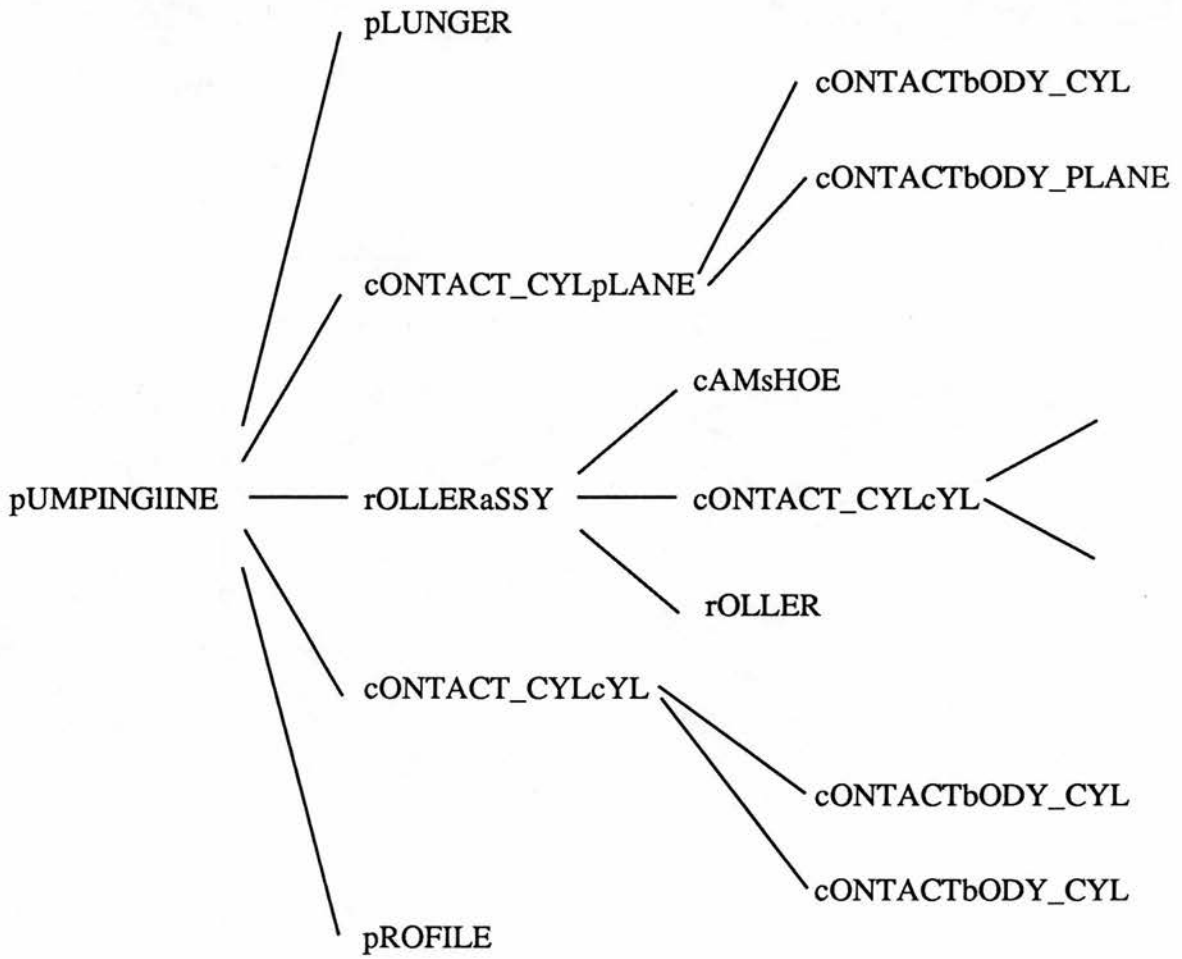 pLUNGER
cONTACTbODY_CYL
cONTACTbODY_PLANE
cONTACT_CYLpLANE
cAMsHOE
pUMPINGlINE
rOLLERaSSY
cONTACT_CYLcYL
rOLLER
cONTACT_CYLcYL
cONTACTbODY_CYL
cONTACTbODY_CYL
pROFILE